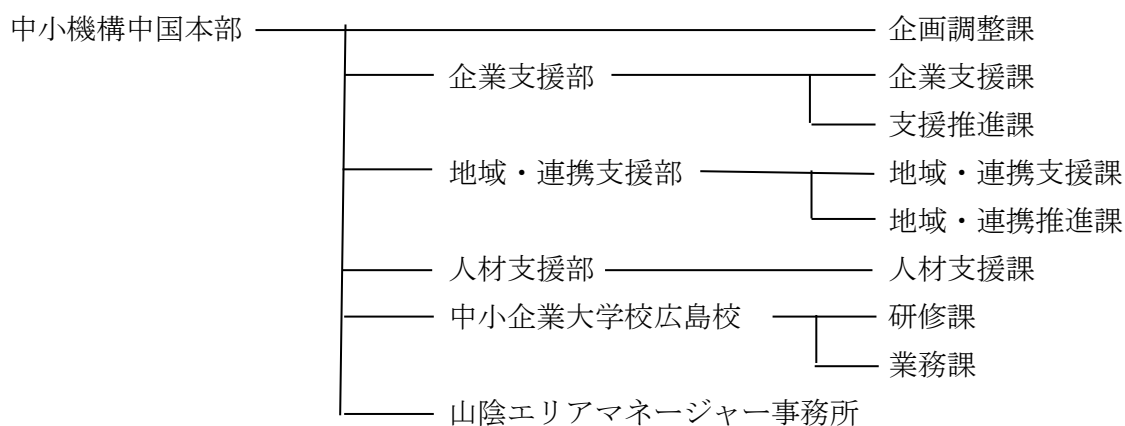 中小機構中国本部 企画調整課
企業支援部 企業支援課
支援推進課
地域・連携支援部 地域・連携支援課
地域・連携推進課
人材支援部 人材支援課
中小企業大学校広島校 研修課
業務課
山陰エリアマネージャー事務所